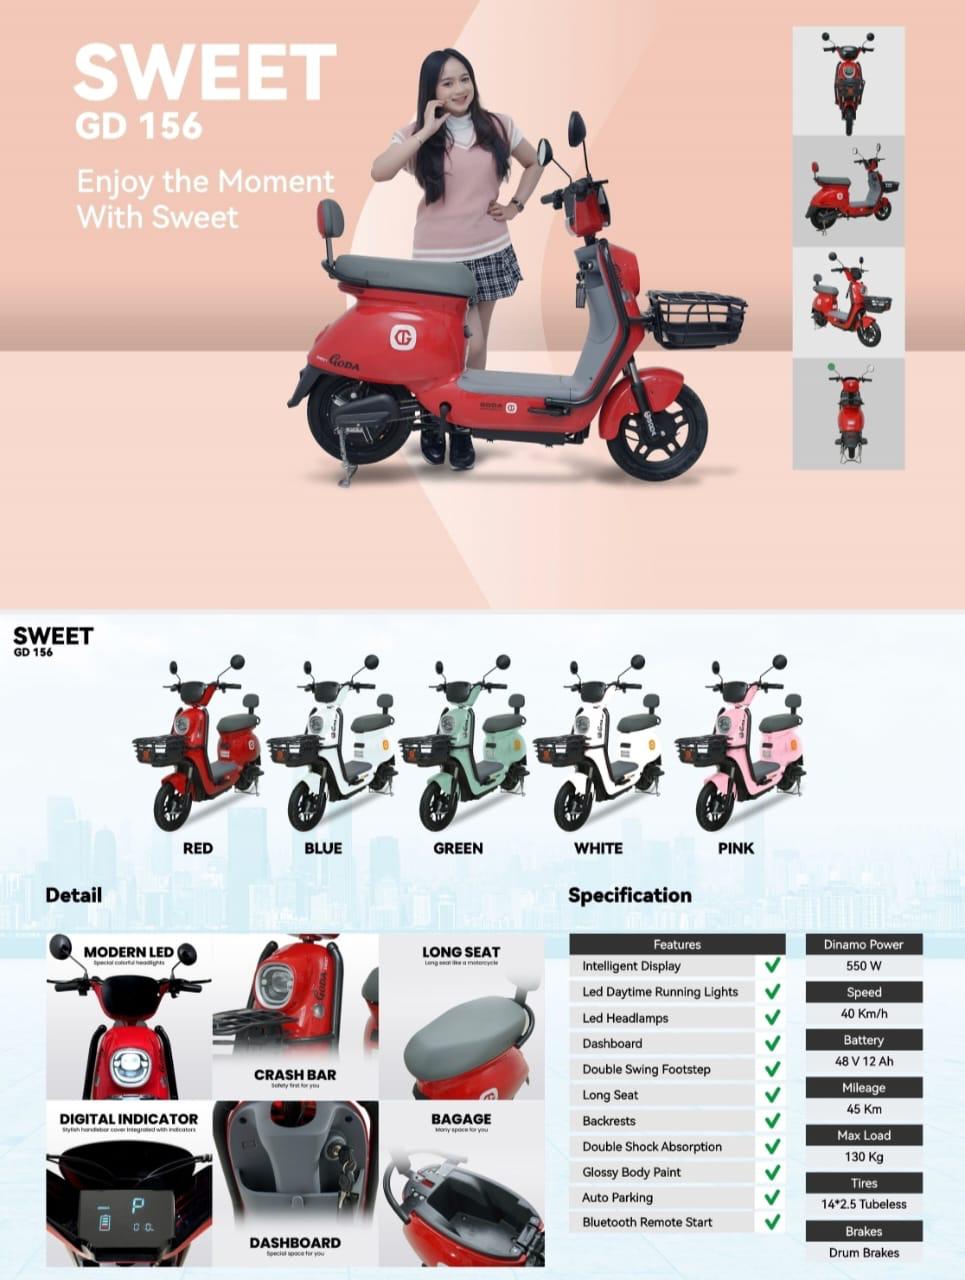 SWEET
GD 156
Enjoy the Moment
With Sweet
GODA
GODA
GODA
SWEET
GD 156
RED
BLUE
GREEN
WHITE
PINK
Detail
MODERN LED
Special colorful headlights
CRASH BAR
Safety first for you
LONG SEAT
Long seat like a motorcycle
DIGITAL INDICATOR
Stylish handlebar cover integrated with indicators
P
DASHBOARD
Special space for you
BAGAGE
Many space for you
Specification
Features
Intelligent Display
Led Daytime Running Lights
Led Headlamps
Dashboard
Double Swing Footstep
Long Seat
Backrests
Double Shock Absorption
Glossy Body Paint
Auto Parking
Bluetooth Remote Start
Dinamo Power
550 W
Speed
40 Km/h
Battery
48 V 12 Ah
Mileage
45 Km
Max Load
130 Kg
Tires
14*2.5 Tubeless
Brakes
Drum Brakes